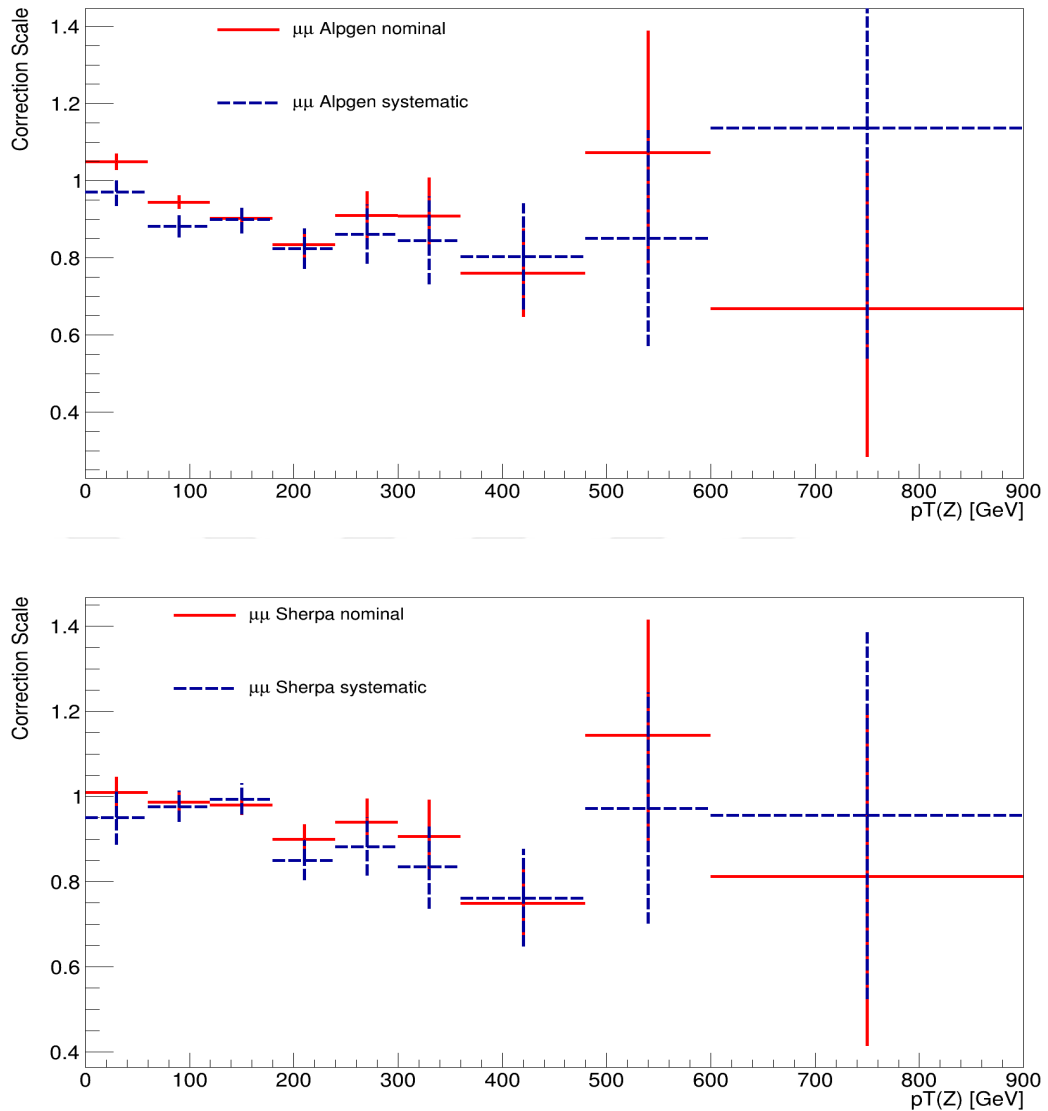 μμ Alpgen nominal
μμ Alpgen systematic
Correction Scale
1.4
1.2
1
0.8
0.6
0.4
0 100 200 300 400 500 600 700 800 900
pT(Z) [GeV]
μμ Sherpa nominal
μμ Sherpa systematic
Correction Scale
1.4
1.2
1
0.8
0.6
0.4
0 100 200 300 400 500 600 700 800 900
pT(Z) [GeV]